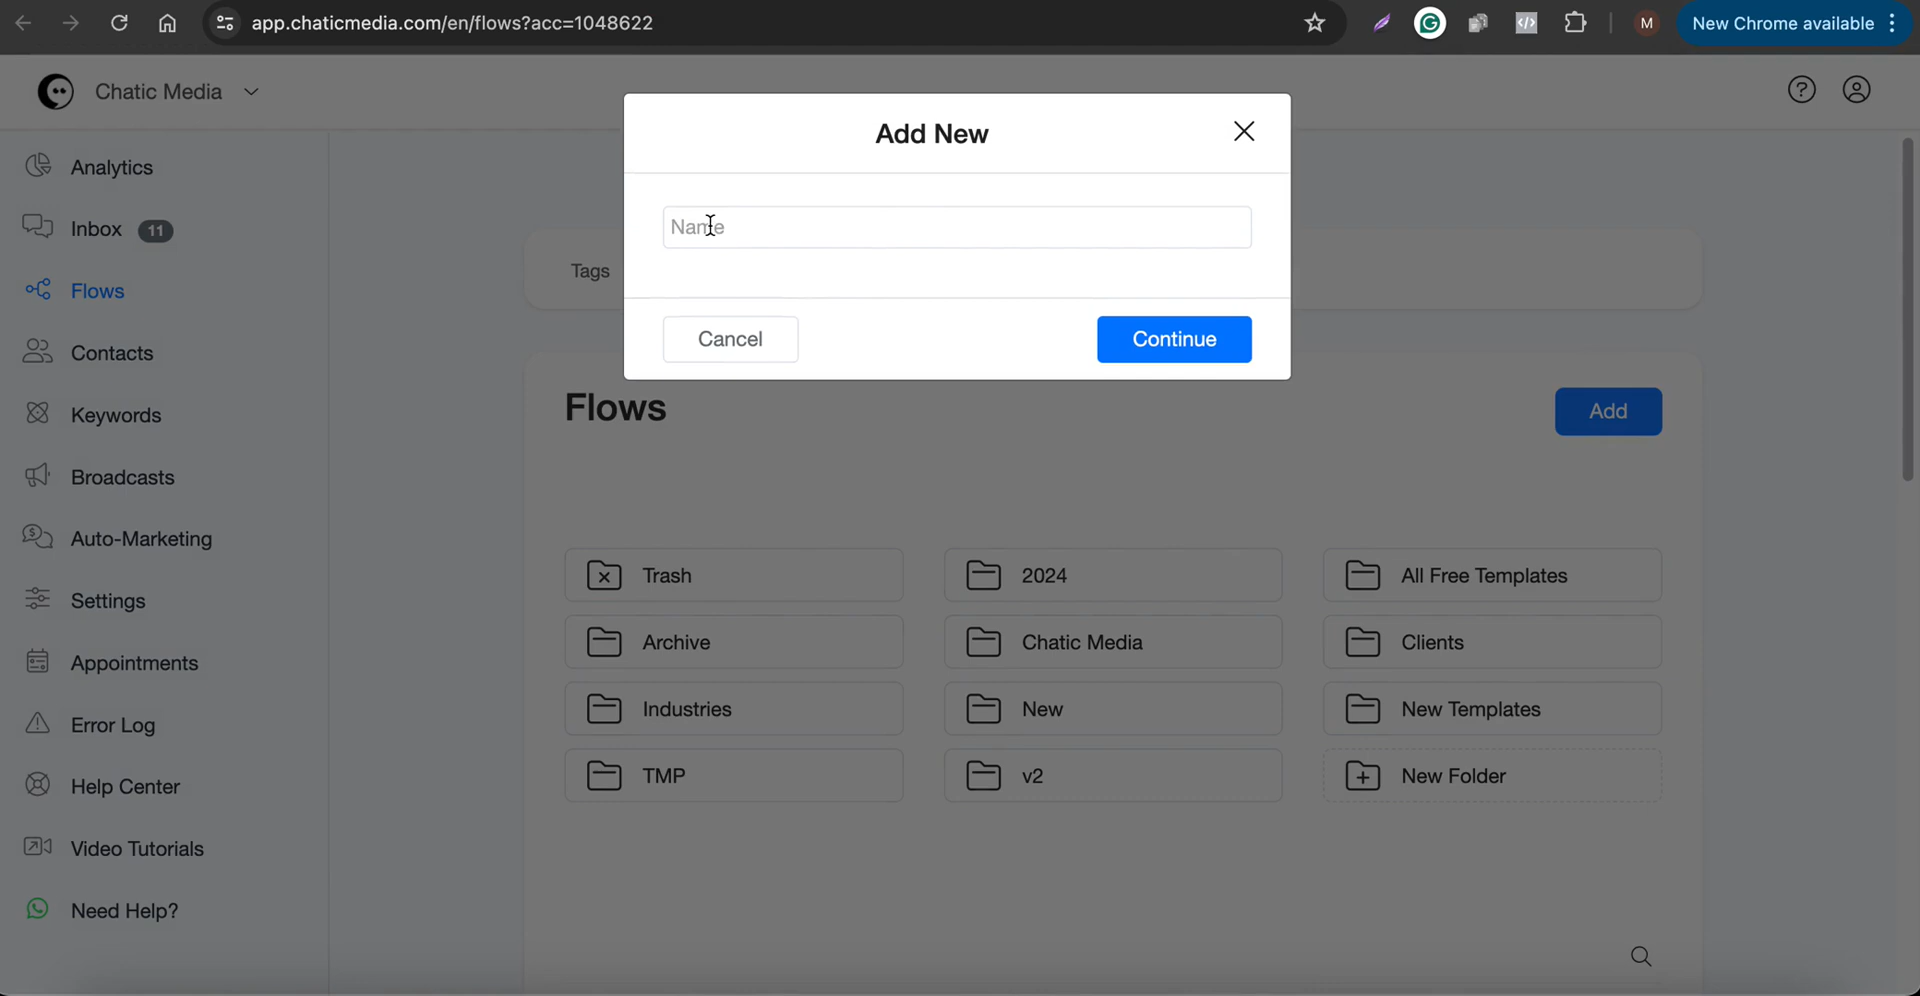 app.chaticmedia.com/en/flows?acc=1048622
M
New Chrome available
Chatic Media
Add New
Name
Cancel
Continue
Analytics
Inbox 11
Flows
Contacts
Keywords
Broadcasts
Auto-Marketing
Settings
Appointments
Error Log
Help Center
Video Tutorials
Need Help?
Tags
Flows
Add
Trash
2024
All Free Templates
Archive
Chatic Media
Clients
Industries
New
New Templates
TMP
v2
New Folder